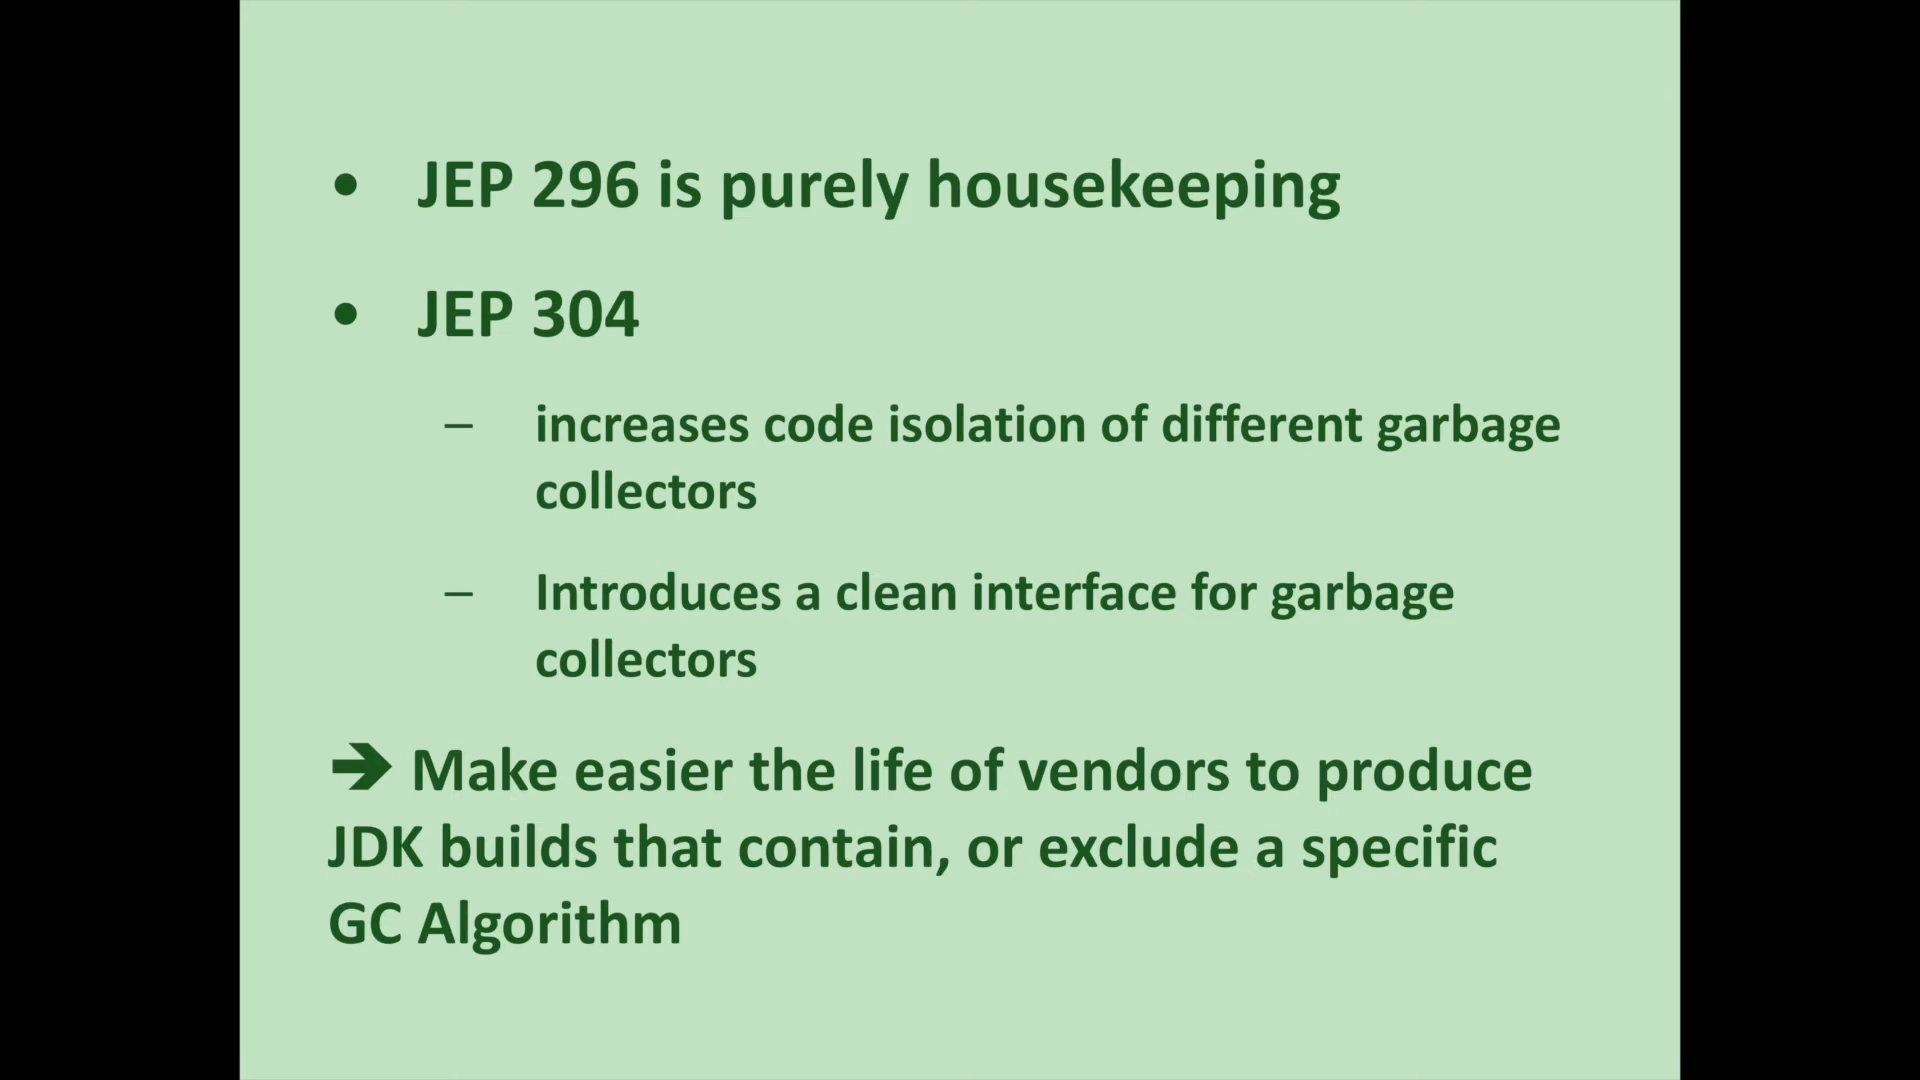 • JEP 296 is purely housekeeping
• JEP 304
– increases code isolation of different garbage
collectors
– Introduces a clean interface for garbage
collectors
➔ Make easier the life of vendors to produce
JDK builds that contain, or exclude a specific
GC Algorithm